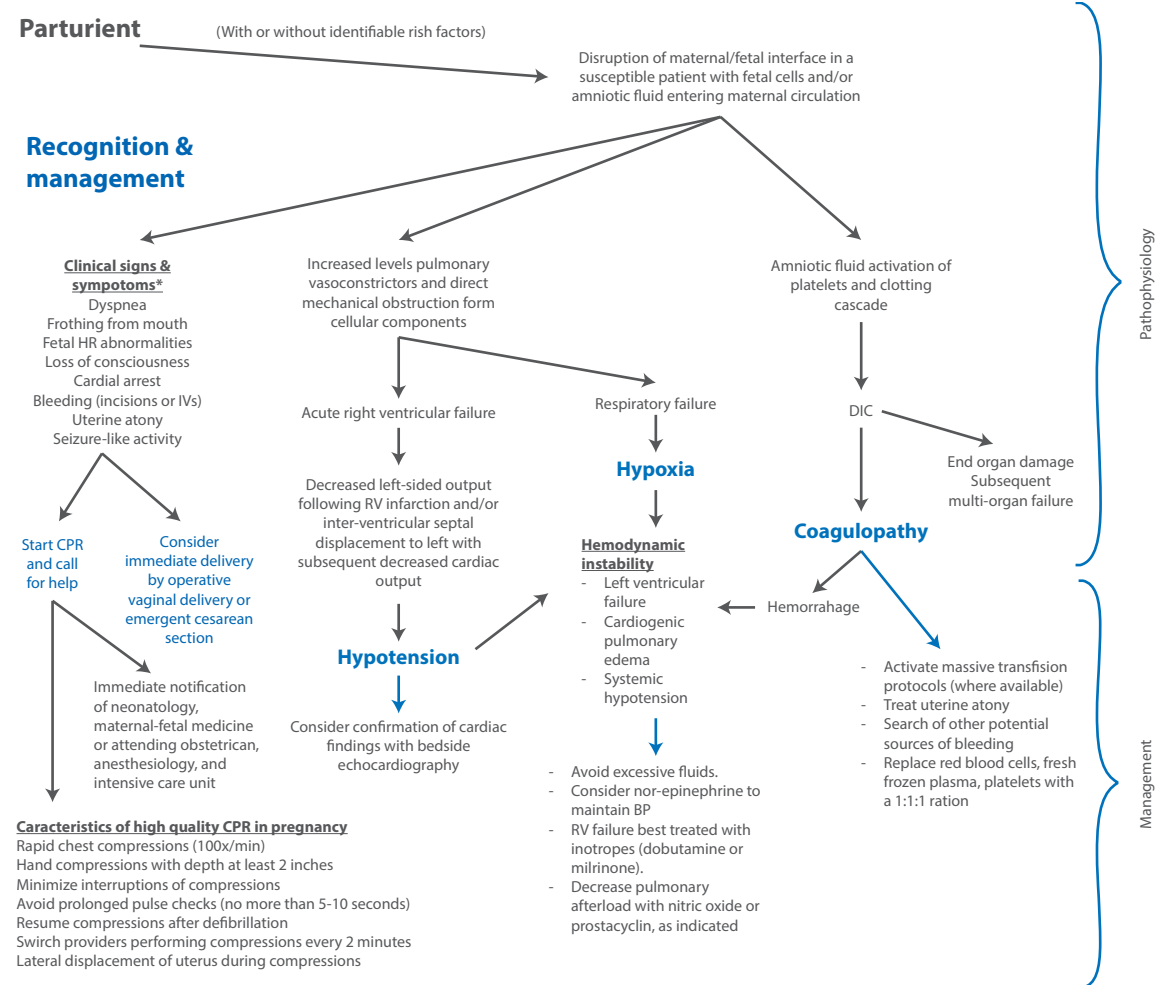 Parturient
(With or without identifiable rish factors)
Disruption of maternal/fetal interface in a
susceptible patient with fetal cells and/or
amniotic fluid entering maternal circulation
Recognition &
management
Clinical signs &
sympotoms*
Dyspnea
Frothing from mouth
Fetal HR abnormalities
Loss of consciousness
Cardial arrest
Bleeding (incisions or IVs)
Uterine atony
Seizure-like activity
Increased levels pulmonary
vasoconstrictors and direct
mechanical obstruction form
cellular components
Amniotic fluid activation of
platelets and clotting
cascade
Pathophysiology
Acute right ventricular failure
Respiratory failure
DIC
End organ damage
Subsequent
multi-organ failure
Hypoxia
Decreased left-sided output
following RV infarction and/or
inter-ventricular septal
displacement to left with
subsequent decreased cardiac
output
Coagulopathy
Start CPR
and call
for help
Consider
immediate delivery
by operative
vaginal delivery or
emergent cesarean
section
Hemodynamic
instability
- Left ventricular
failure
- Cardiogenic
pulmonary
edema
- Systemic
hypotension
Hemorrahage
Hypotension
Immediate notification
of neonatology,
maternal-fetal medicine
or attending obstetrican,
anesthesiology, and
intensive care unit
Consider confirmation of cardiac
findings with bedside
echocardiography
- Activate massive transfision
protocols (where available)
- Treat uterine atony
- Search of other potential
sources of bleeding
- Replace red blood cells, fresh
frozen plasma, platelets with
a 1:1:1 ration
Management
- Avoid excessive fluids.
- Consider nor-epinephrine to
maintain BP
- RV failure best treated with
inotropes (dobutamine or
milrinone).
- Decrease pulmonary
afterload with nitric oxide or
prostacyclin, as indicated
Caracteristics of high quality CPR in pregnancy
Rapid chest compressions (100x/min)
Hand compressions with depth at least 2 inches
Minimize interruptions of compressions
Avoid prolonged pulse checks (no more than 5-10 seconds)
Resume compressions after defibrillation
Swirch providers performing compressions every 2 minutes
Lateral displacement of uterus during compressions